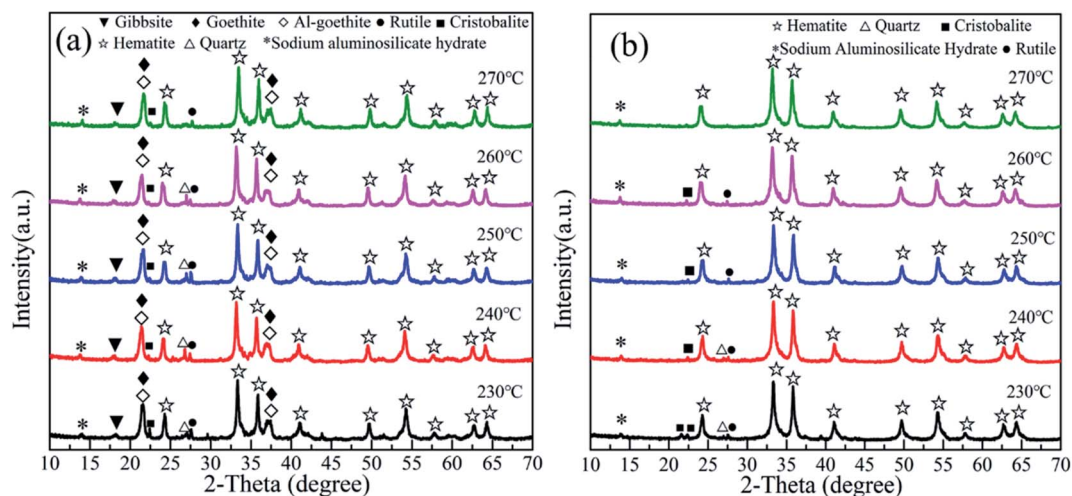 (a)
▼ Gibbsite ◆ Goethite ◇ Al-goethite ● Rutile ■ Cristobalite
☆ Hematite △ Quartz *Sodium aluminosilicate hydrate
270℃
260℃
250℃
240℃
230℃
Intensity(a.u.)
10 15 20 25 30 35 40 45 50 55 60 65 70
2-Theta (degree)
(b)
☆ Hematite △ Quartz ■ Cristobalite
*Sodium Aluminosilicate Hydrate ● Rutile
270℃
260℃
250℃
240℃
230℃
Intensity(a.u.)
10 15 20 25 30 35 40 45 50 55 60 65 70
2-Theta (degree)